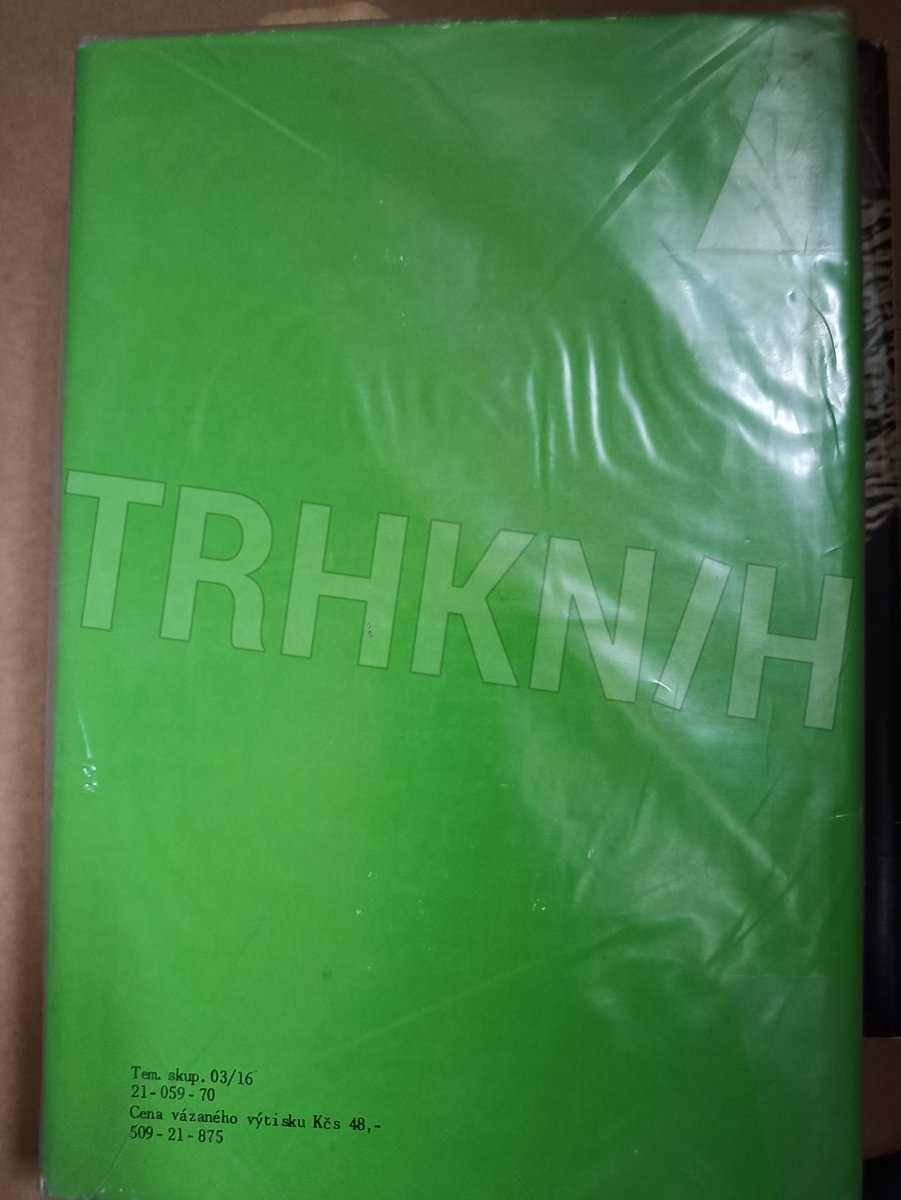 TRHKN/H
Tem. skup. 03/16
21-059-70
Cena vázaného výtisku Kčs 48,-
509-21-875